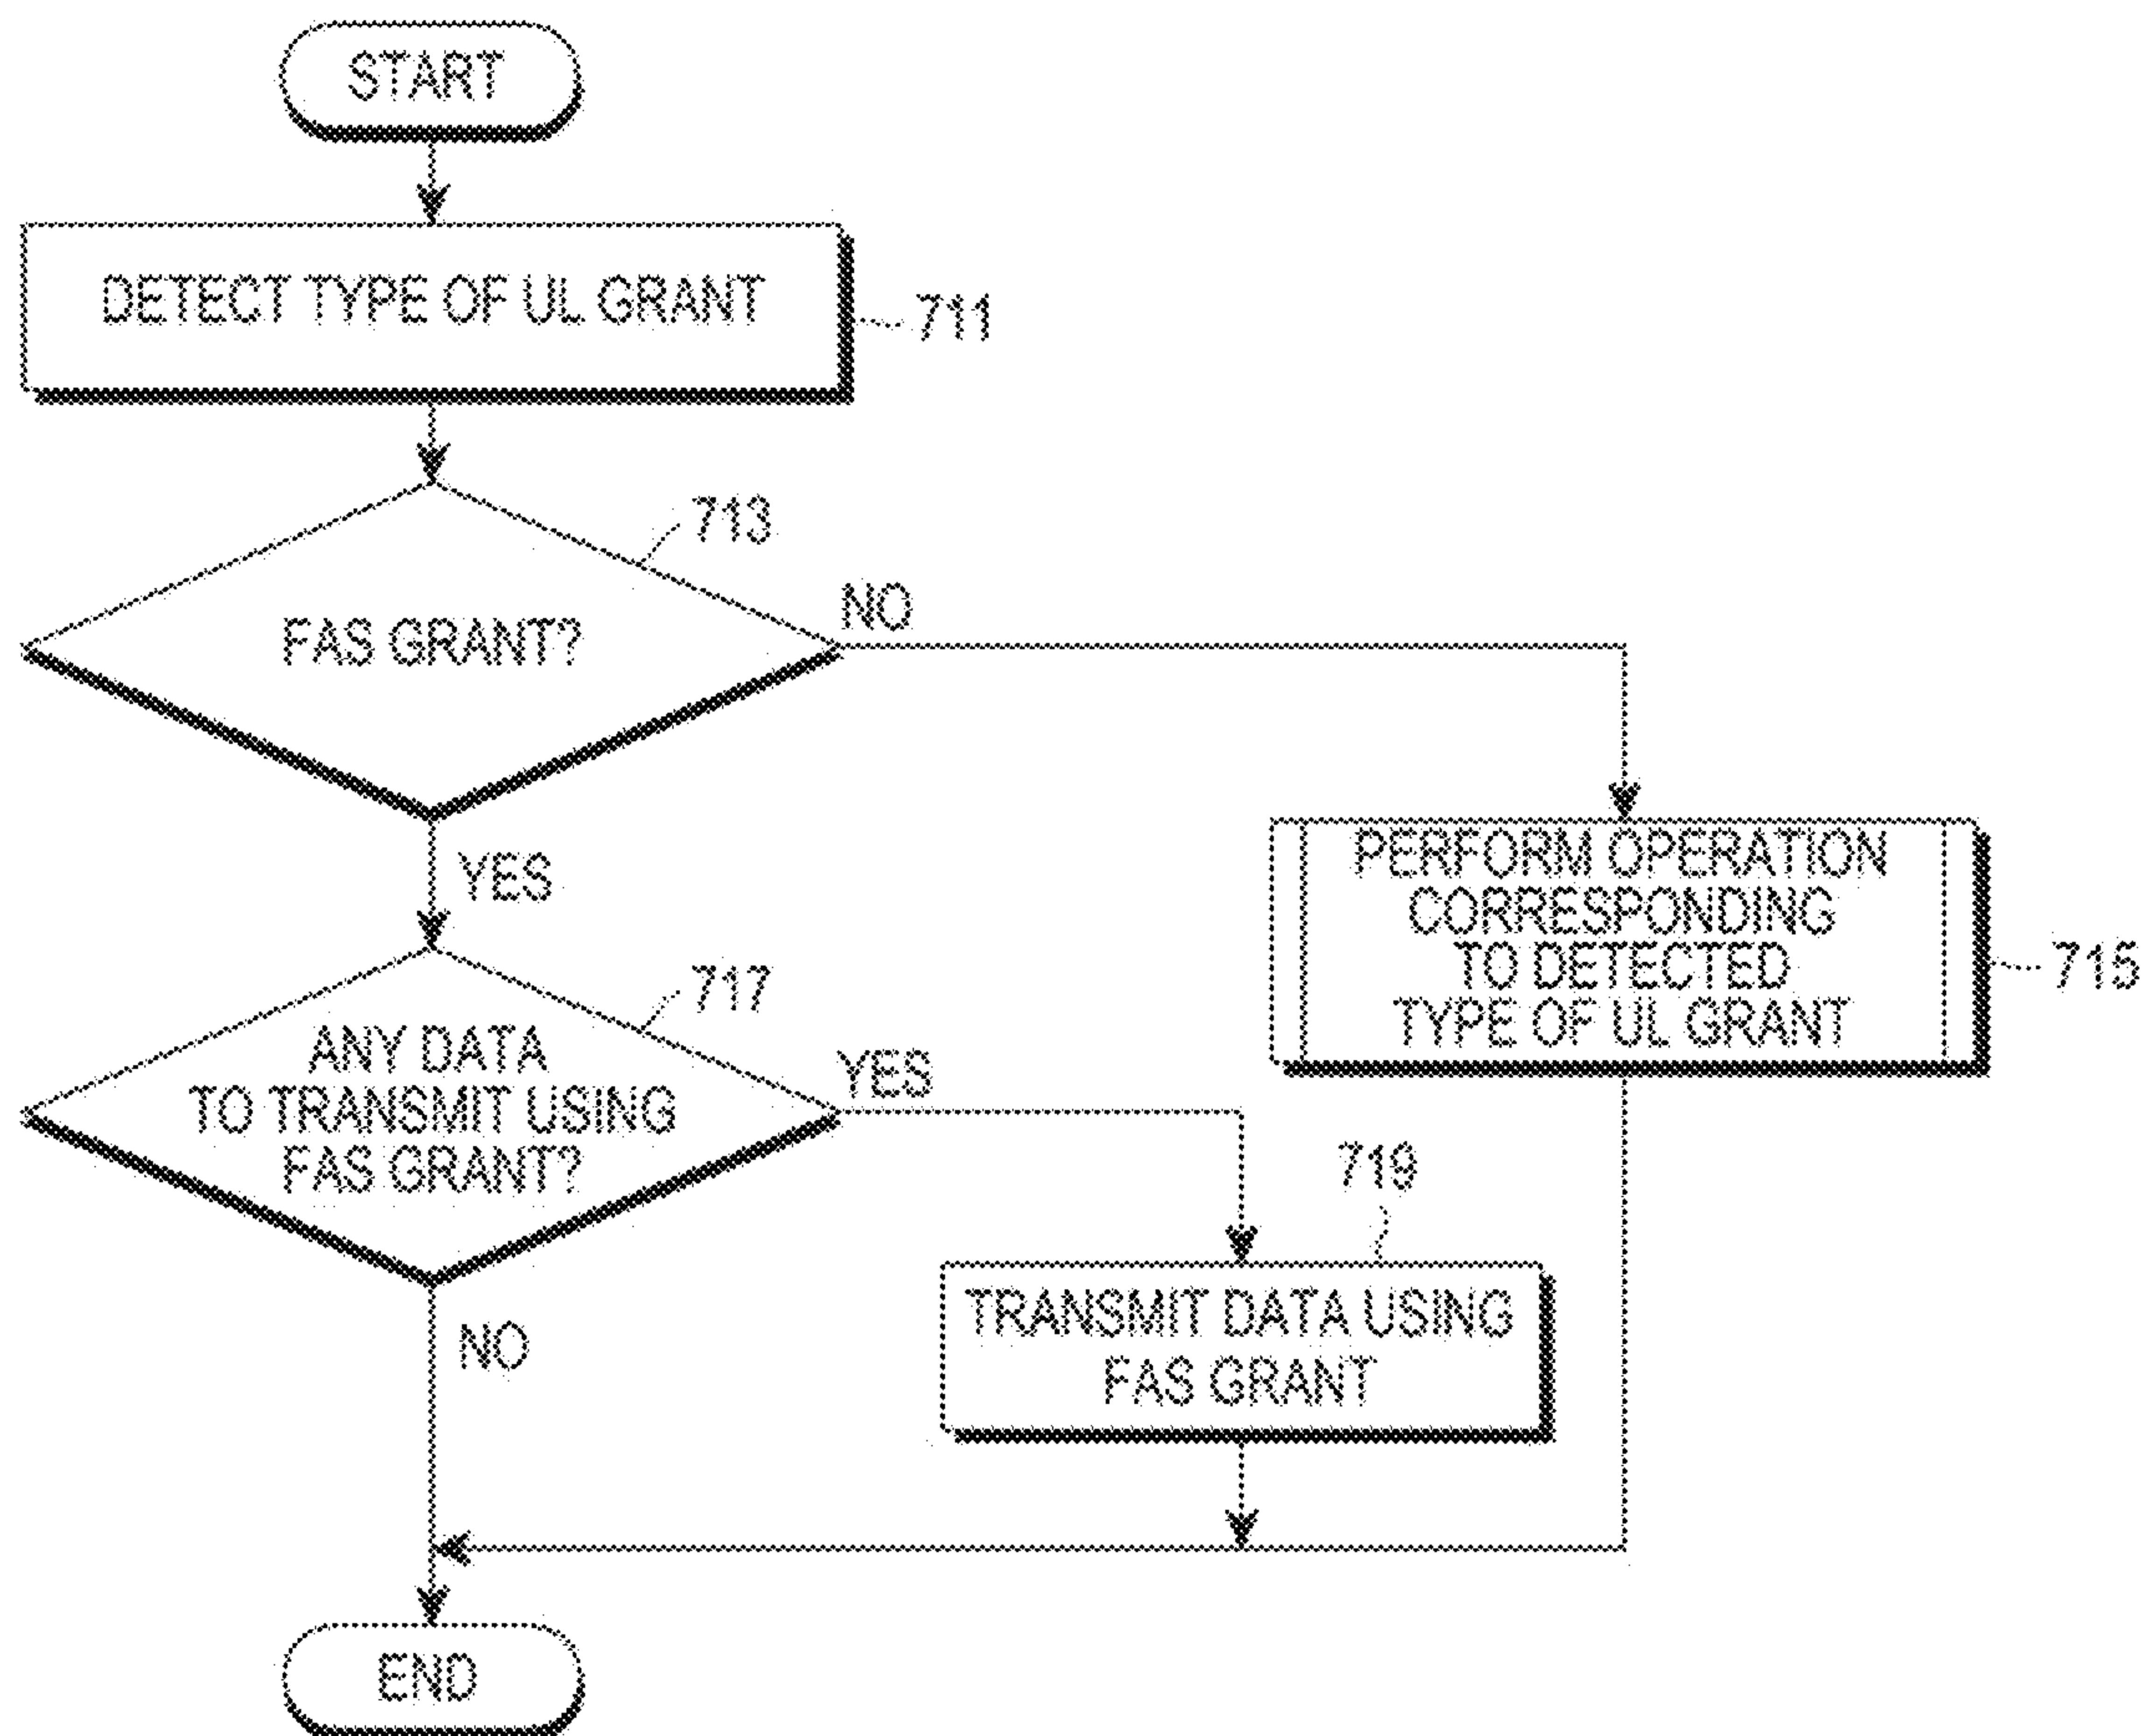 START
DETECT TYPE OF UL GRANT
711
713
FAS GRANT?
NO
YES
PERFORM OPERATION
CORRESPONDING
TO DETECTED
TYPE OF UL GRANT
715
717
ANY DATA
TO TRANSMIT USING
FAS GRANT?
YES
719
TRANSMIT DATA USING
FAS GRANT
NO
END